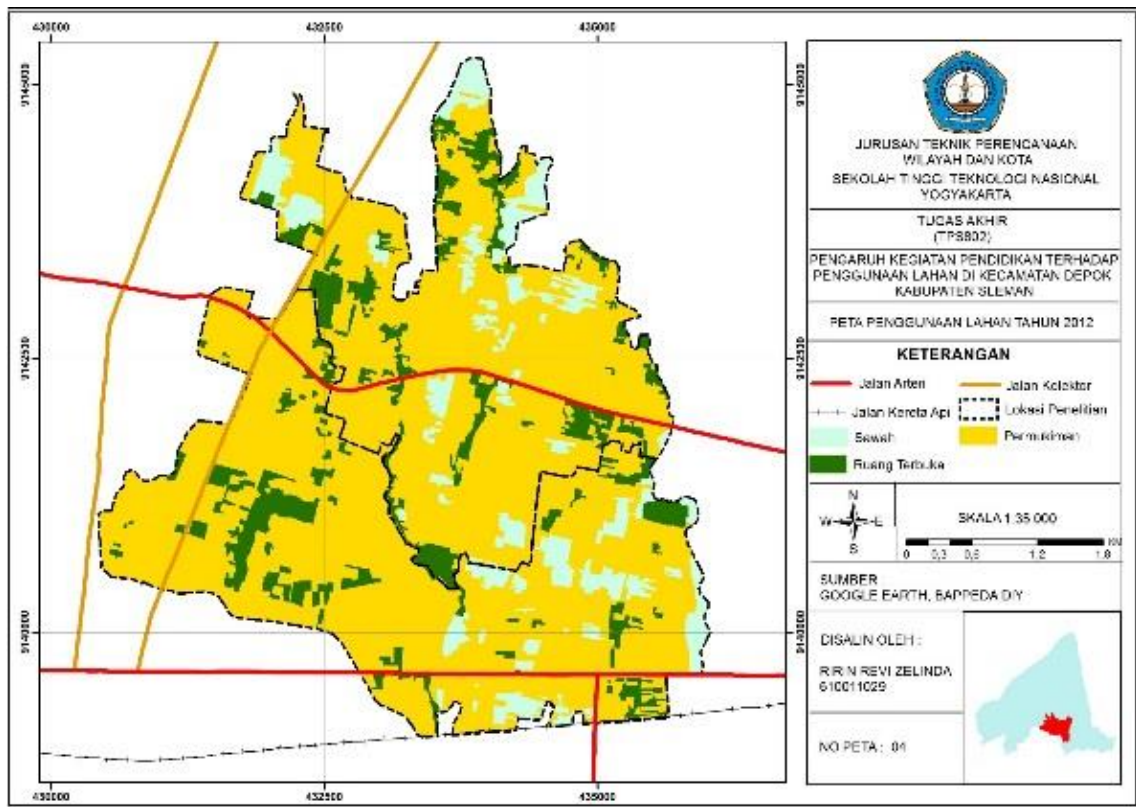 430000
432500
435000
9145000
9142500
9140000
9145000
9142500
9140000
430000
432500
435000
JURUSAN TEKNIK PERENCANAAN
WILAYAH DAN KOTA
SEKOLAH TINGGI TEKNOLOGI NASIONAL
YOGYAKARTA
TUGAS AKHIR
(TPS802)
PENGARUH KEGIATAN PENDIDIKAN TERHADAP
PENGGUNAAN LAHAN DI KECAMATAN DEPOK
KABUPATEN SLEMAN
PETA PENGGUNAAN LAHAN TAHUN 2012
KETERANGAN
Jalan Arteri
Jalan Kolektor
Jalan Kereta Api
Lokasi Penelitian
Sawah
Permukiman
Ruang Terbuka
N
W E
S
SKALA 1:35.000
KM
0 0,3 0,6 1,2 1,8
SUMBER
GOOGLE EARTH, BAPPEDA DIY
DISALIN OLEH :
RIRIN REVI ZELINDA
610011029
NO PETA : 04